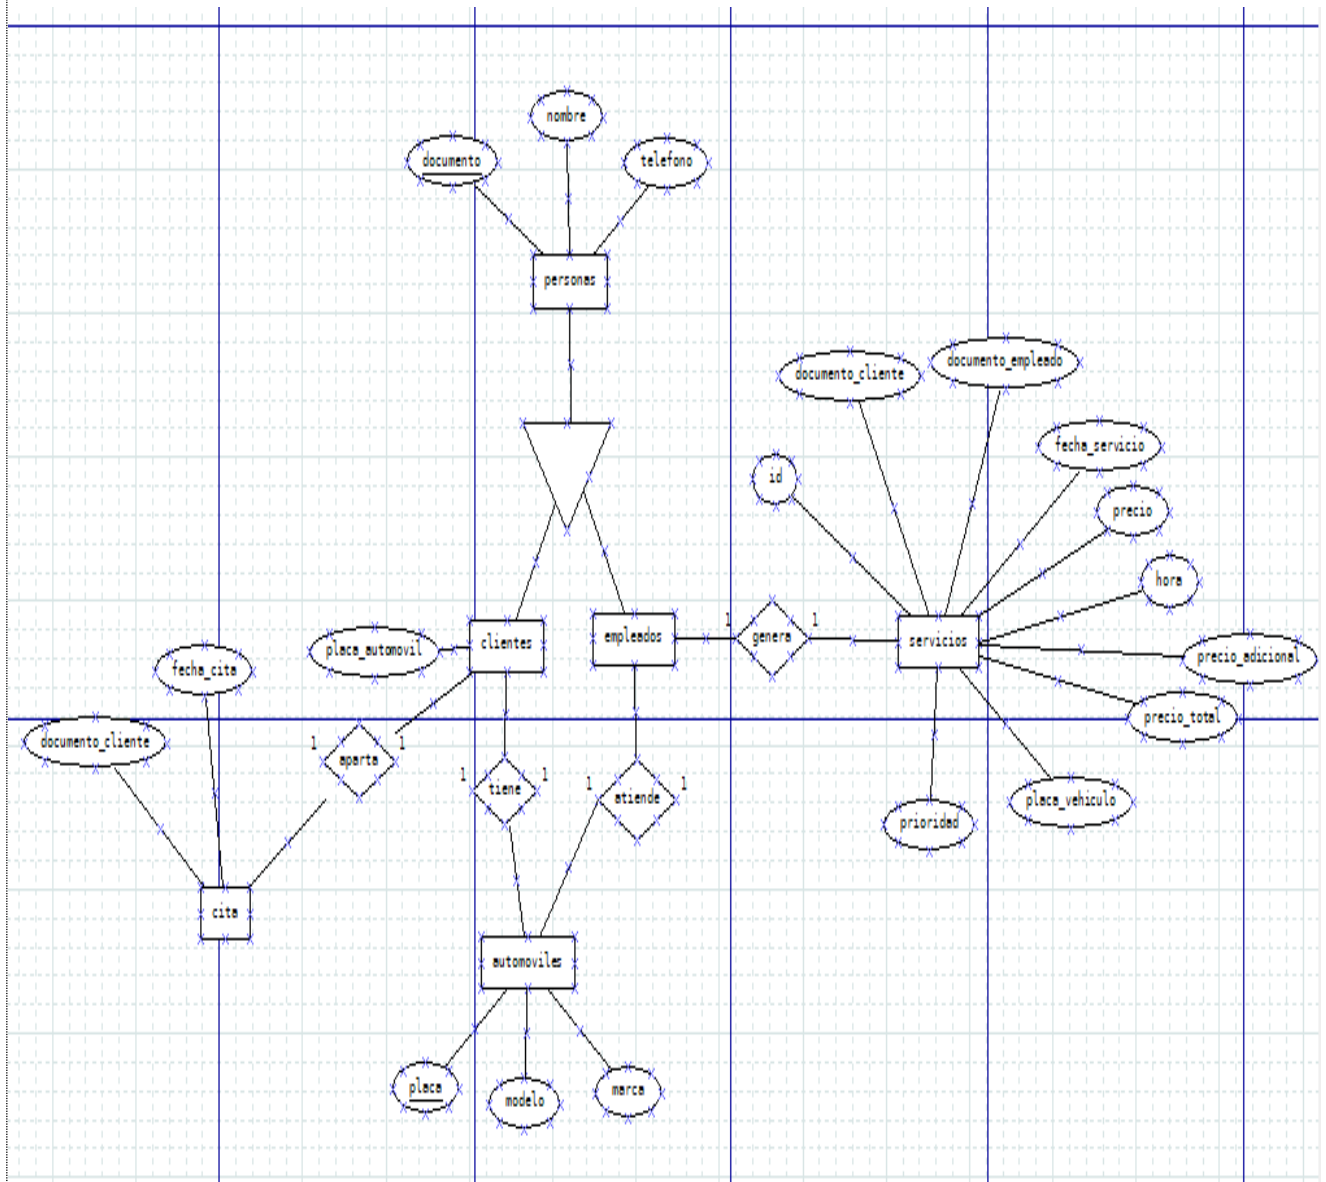 nombre
documento
telefono
personas
documento_cliente
documento_empleado
fecha_servicio
id
precio
hora
clientes
empleados
1
genera
1
servicios
placa_automovil
precio_adicional
fecha_cita
precio_total
documento_cliente
1
aparta
1
1
tiene
1
1
atiende
1
placa_vehiculo
prioridad
cita
automoviles
placa
modelo
marca